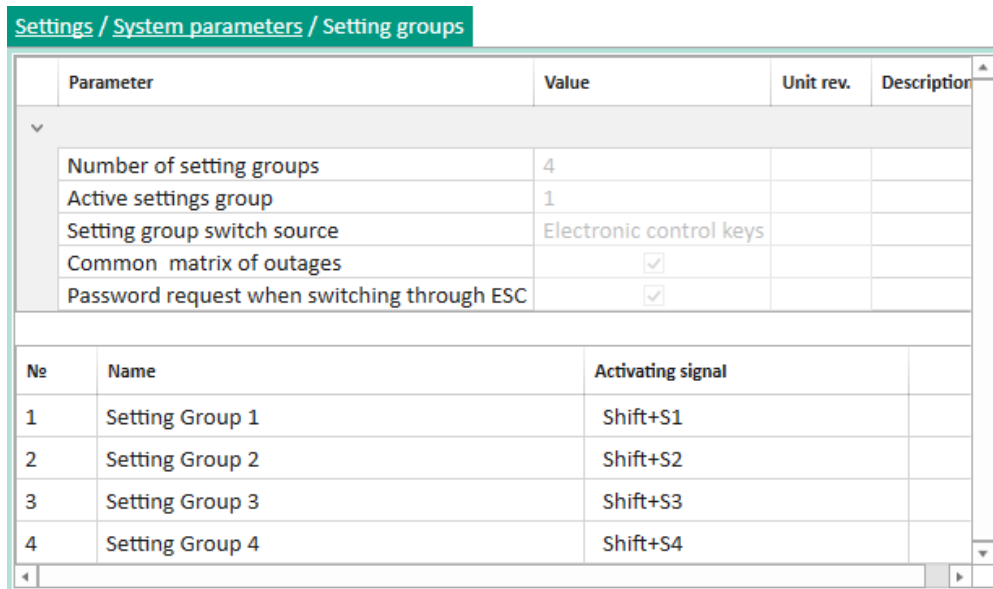 Settings / System parameters / Setting groups
Parameter Value Unit rev. Description
Number of setting groups 4
Active settings group 1
Setting group switch source Electronic control keys
Common matrix of outages
Password request when switching through ESC
№ Name Activating signal
1 Setting Group 1 Shift+S1
2 Setting Group 2 Shift+S2
3 Setting Group 3 Shift+S3
4 Setting Group 4 Shift+S4